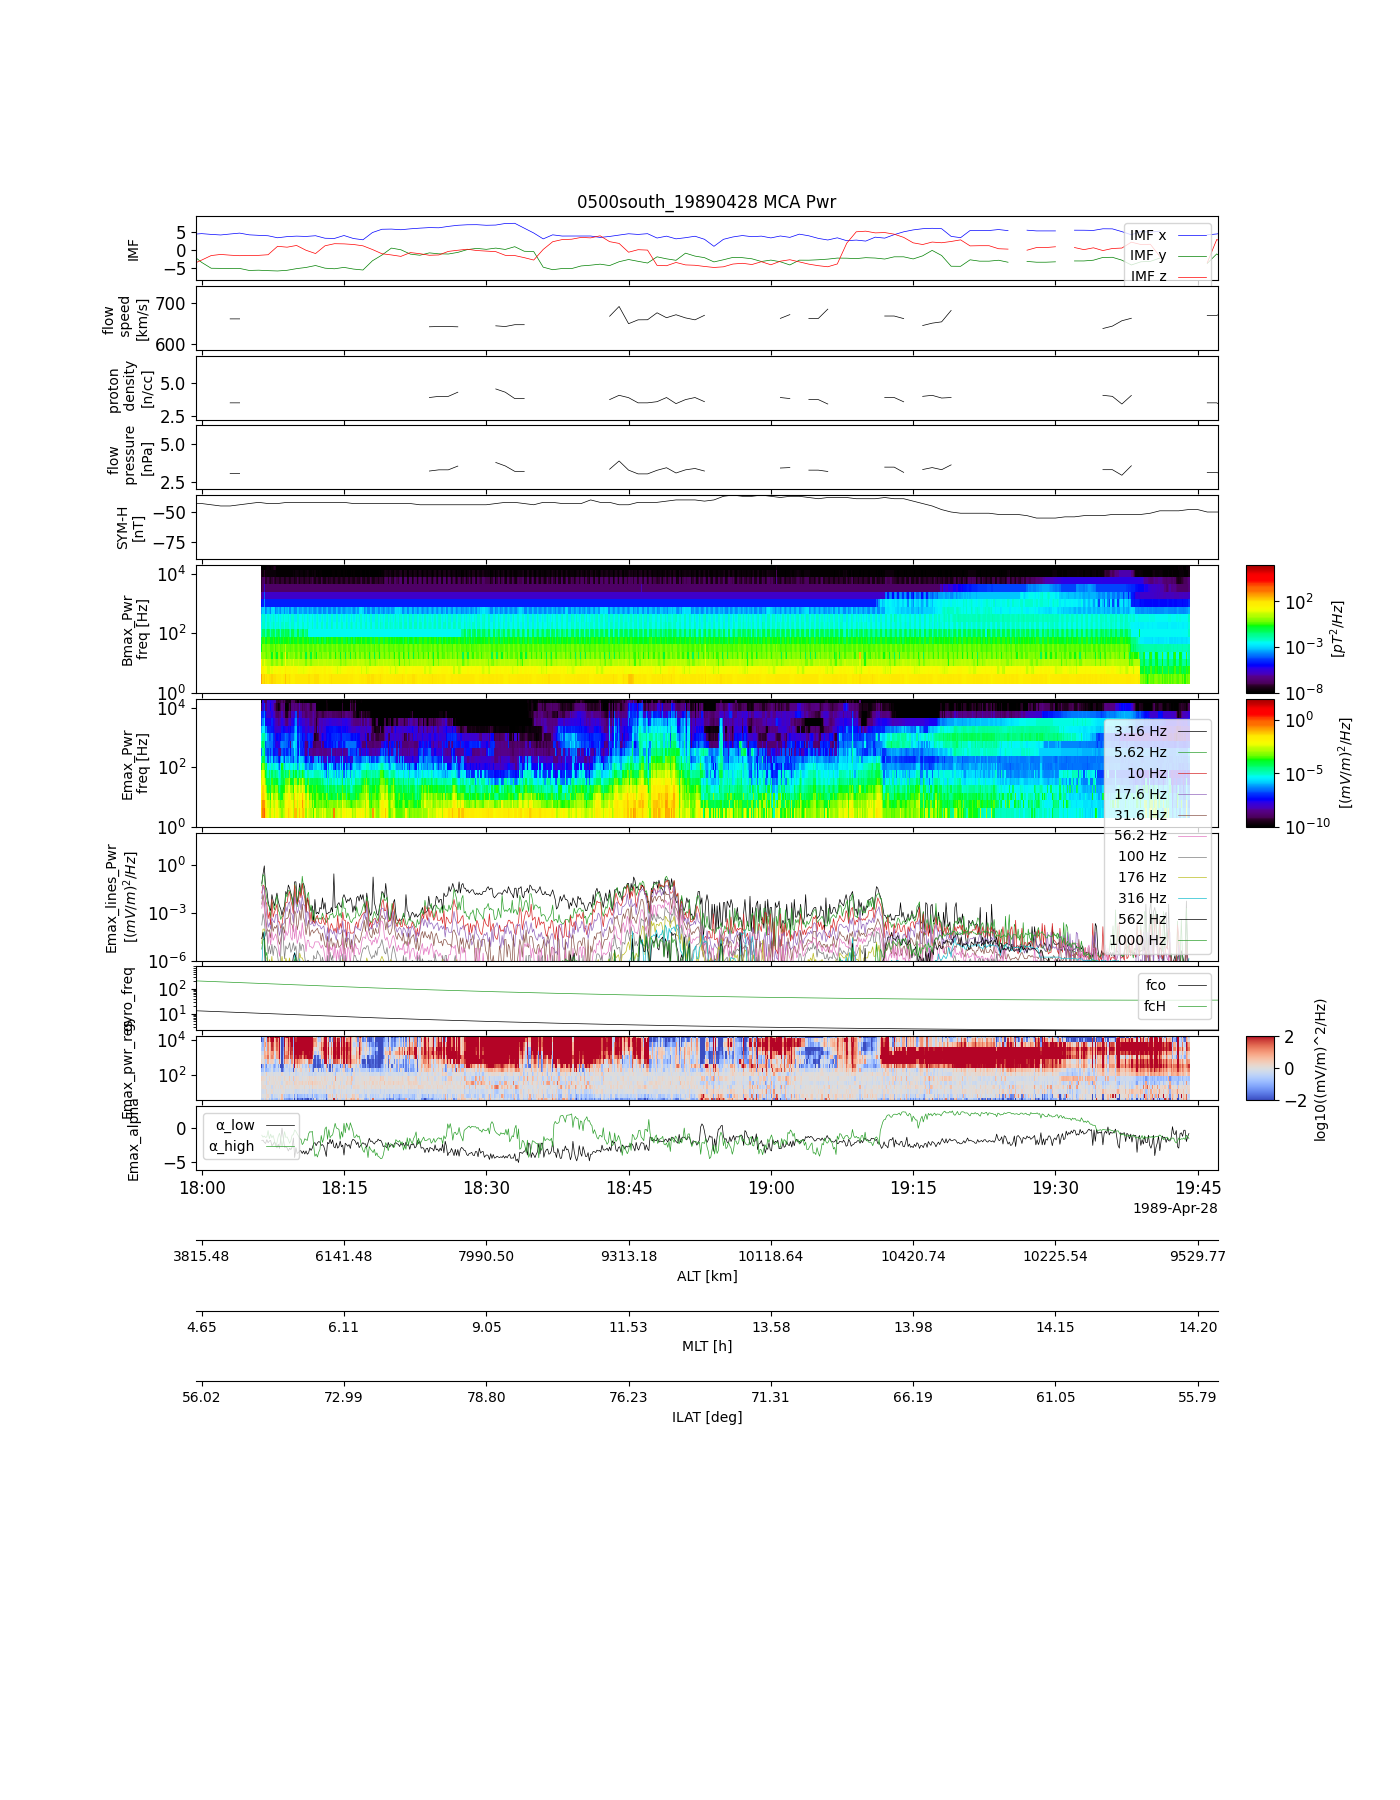 0500south_19890428 MCA Pwr
IMF
5
0
−5
IMF x
IMF y
IMF z
flow
speed
[km/s]
700
600
proton
density
[n/cc]
5.0
2.5
flow
pressure
[nPa]
5.0
2.5
SYM-H
[nT]
−50
−75
Bmax_Pwr
freq [Hz]
10^4
10^2
10^0
10^2
10^−3
10^−8
[pT^2/Hz]
Emax_Pwr
freq [Hz]
10^4
10^2
10^0
10^0
10^−5
10^−10
[(mV/m)^2/Hz]
3.16 Hz
5.62 Hz
10 Hz
17.6 Hz
31.6 Hz
56.2 Hz
100 Hz
176 Hz
316 Hz
562 Hz
1000 Hz
Emax_lines_Pwr
[(mV/m)^2/Hz]
10^0
10^−3
10^−6
gyro_freq
10^2
10^1
fco
fcH
Emax_pwr_reg
10^4
10^2
2
0
−2
log10((mV/m)^2/Hz)
Emax_alpha
0
−5
α_low
α_high
18:00 18:15 18:30 18:45 19:00 19:15 19:30 19:45
1989-Apr-28
3815.48 6141.48 7990.50 9313.18 10118.64 10420.74 10225.54 9529.77
ALT [km]
4.65 6.11 9.05 11.53 13.58 13.98 14.15 14.20
MLT [h]
56.02 72.99 78.80 76.23 71.31 66.19 61.05 55.79
ILAT [deg]